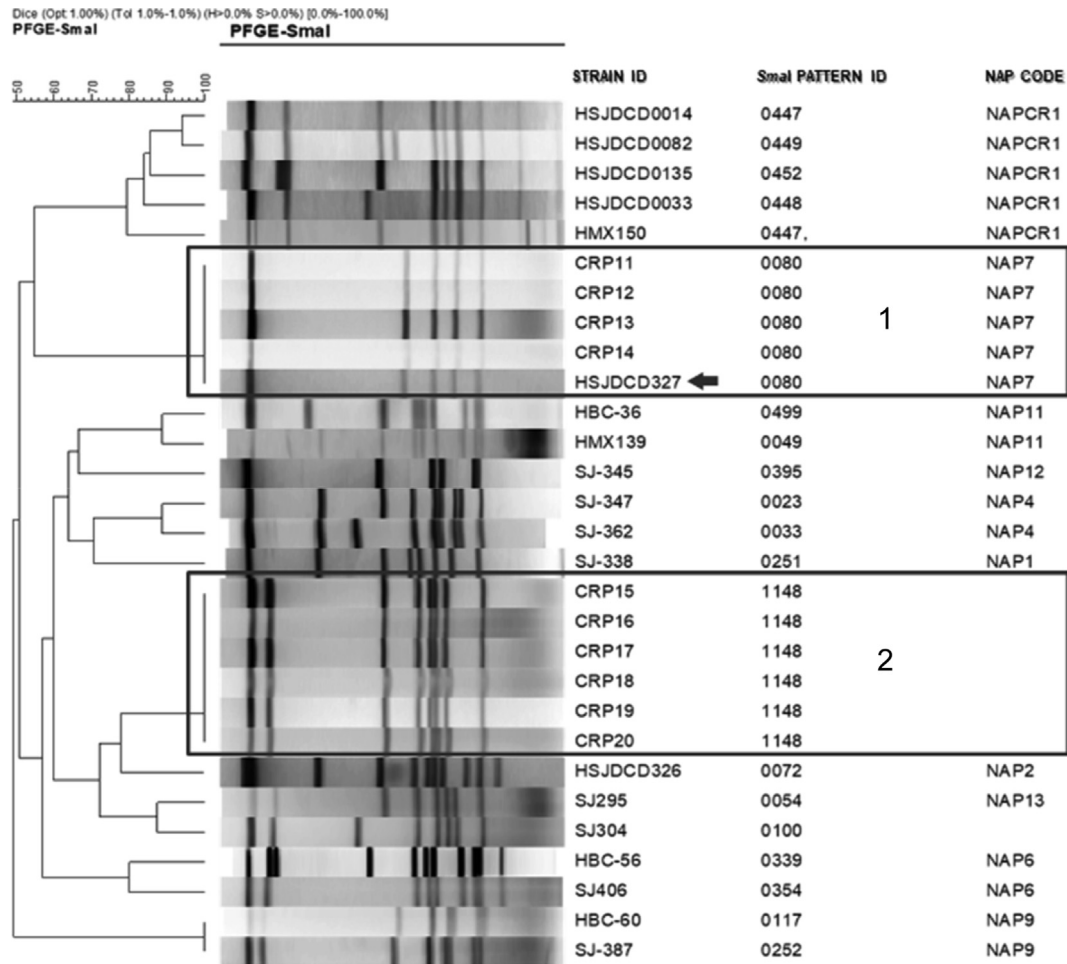 Dice (Opt:1.00%) (Tol 1.0%-1.0%) (H>0.0% S>0.0%) [0.0%-100.0%]
PFGE-SmaI PFGE-SmaI
50 60 70 80 90 100
STRAIN ID SmaI PATTERN ID NAP CODE
HSJDCD0014 0447 NAPCR1
HSJDCD0082 0449 NAPCR1
HSJDCD0135 0452 NAPCR1
HSJDCD0033 0448 NAPCR1
HMX150 0447, NAPCR1
CRP11 0080 NAP7
CRP12 0080 NAP7
CRP13 0080 1 NAP7
CRP14 0080 NAP7
HSJDCD327 0080 NAP7
HBC-36 0499 NAP11
HMX139 0049 NAP11
SJ-345 0395 NAP12
SJ-347 0023 NAP4
SJ-362 0033 NAP4
SJ-338 0251 NAP1
CRP15 1148
CRP16 1148
CRP17 1148 2
CRP18 1148
CRP19 1148
CRP20 1148
HSJDCD326 0072 NAP2
SJ295 0054 NAP13
SJ304 0100
HBC-56 0339 NAP6
SJ406 0354 NAP6
HBC-60 0117 NAP9
SJ-387 0252 NAP9